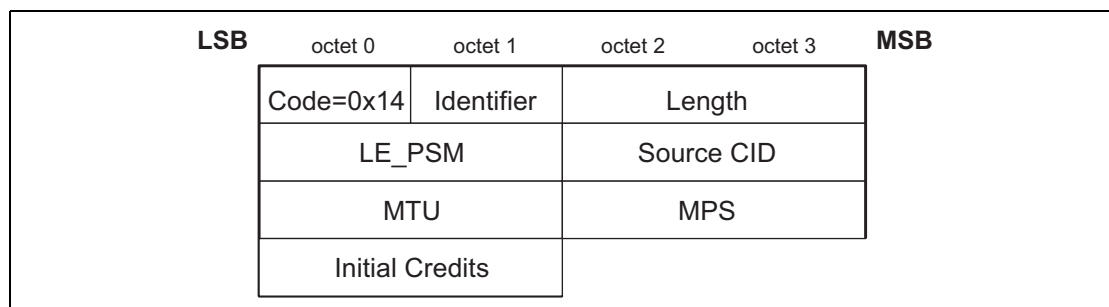 LSB octet 0 octet 1 octet 2 octet 3 MSB
Code=0x14 Identifier Length
LE_PSM Source CID
MTU MPS
Initial Credits